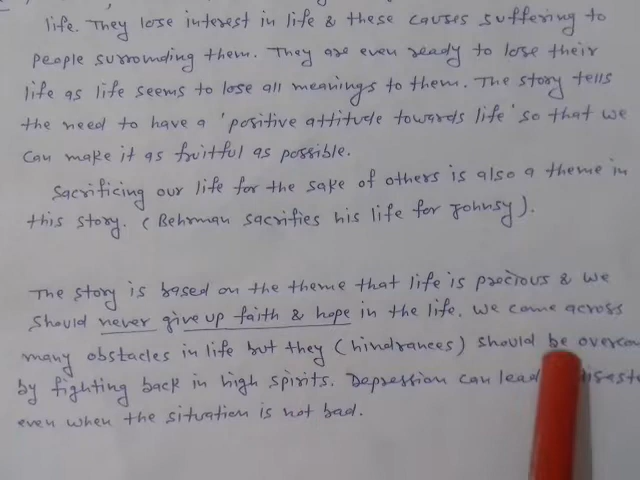 life. They lose interest in life & these causes suffering to
people surrounding them. They are even ready to lose their
life as life seems to lose all meanings to them. The story tells
the need to have a 'positive attitude towards life' so that we
can make it as fruitful as possible.
Sacrificing our life for the sake of others is also a theme in
this story. (Behrman sacrifies his life for Johnsy).
The story is based on the theme that life is precious & we
should never give up faith & hope in the life. We come across
many obstacles in life but they (hindrances) should be
by fighting back in high spirits. Depression can lead
even when the situation is not bad.